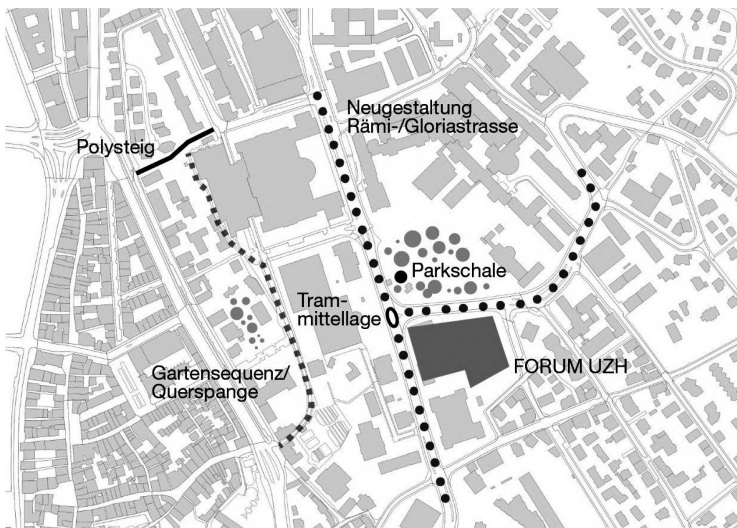 Neugestaltung
Rämi-/Gloriastrasse
Polysteig
Parkschale
Tram-
mittellage
Gartensequenz/
Querspange
FORUM UZH